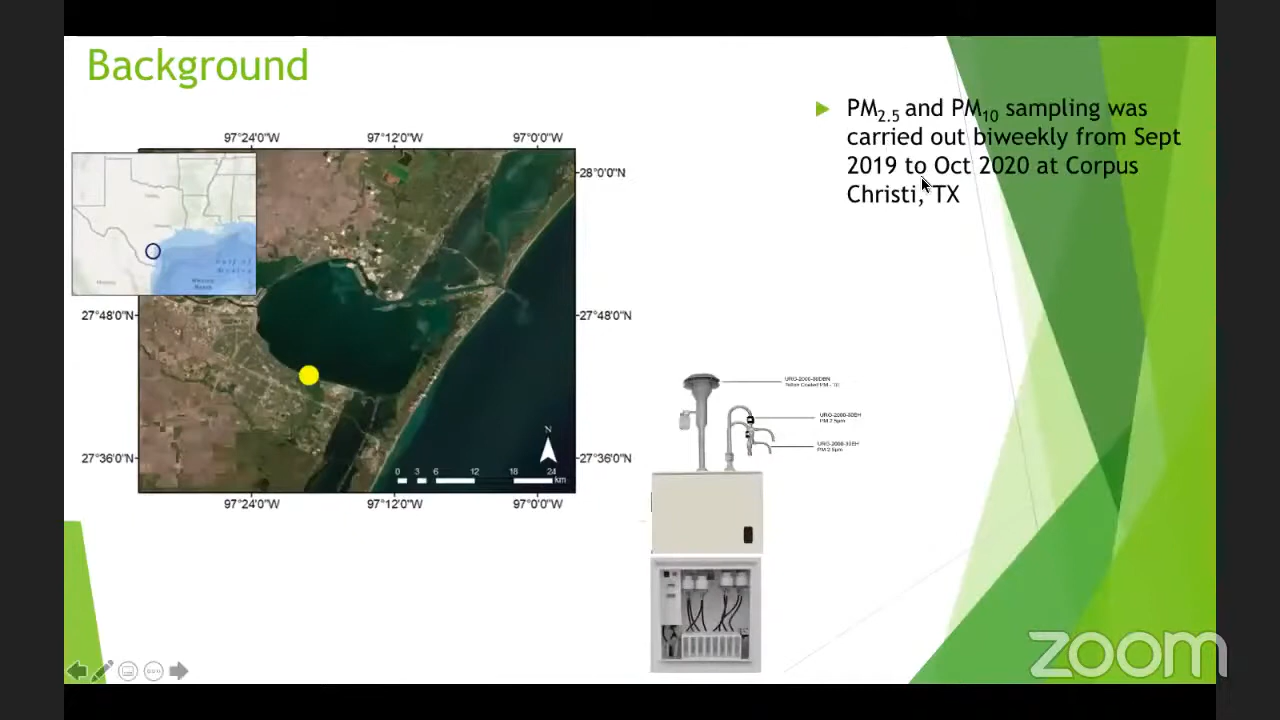 Background
PM2.5 and PM10 sampling was
carried out biweekly from Sept
2019 to Oct 2020 at Corpus
Christi, TX
97°24'0"W 97°12'0"W 97°0'0"W
28°0'0"N
27°48'0"N 27°48'0"N
27°36'0"N 27°36'0"N
N
0 3 6 12 18 24
km
97°24'0"W 97°12'0"W 97°0'0"W
Gulf of
Mexico
zoom